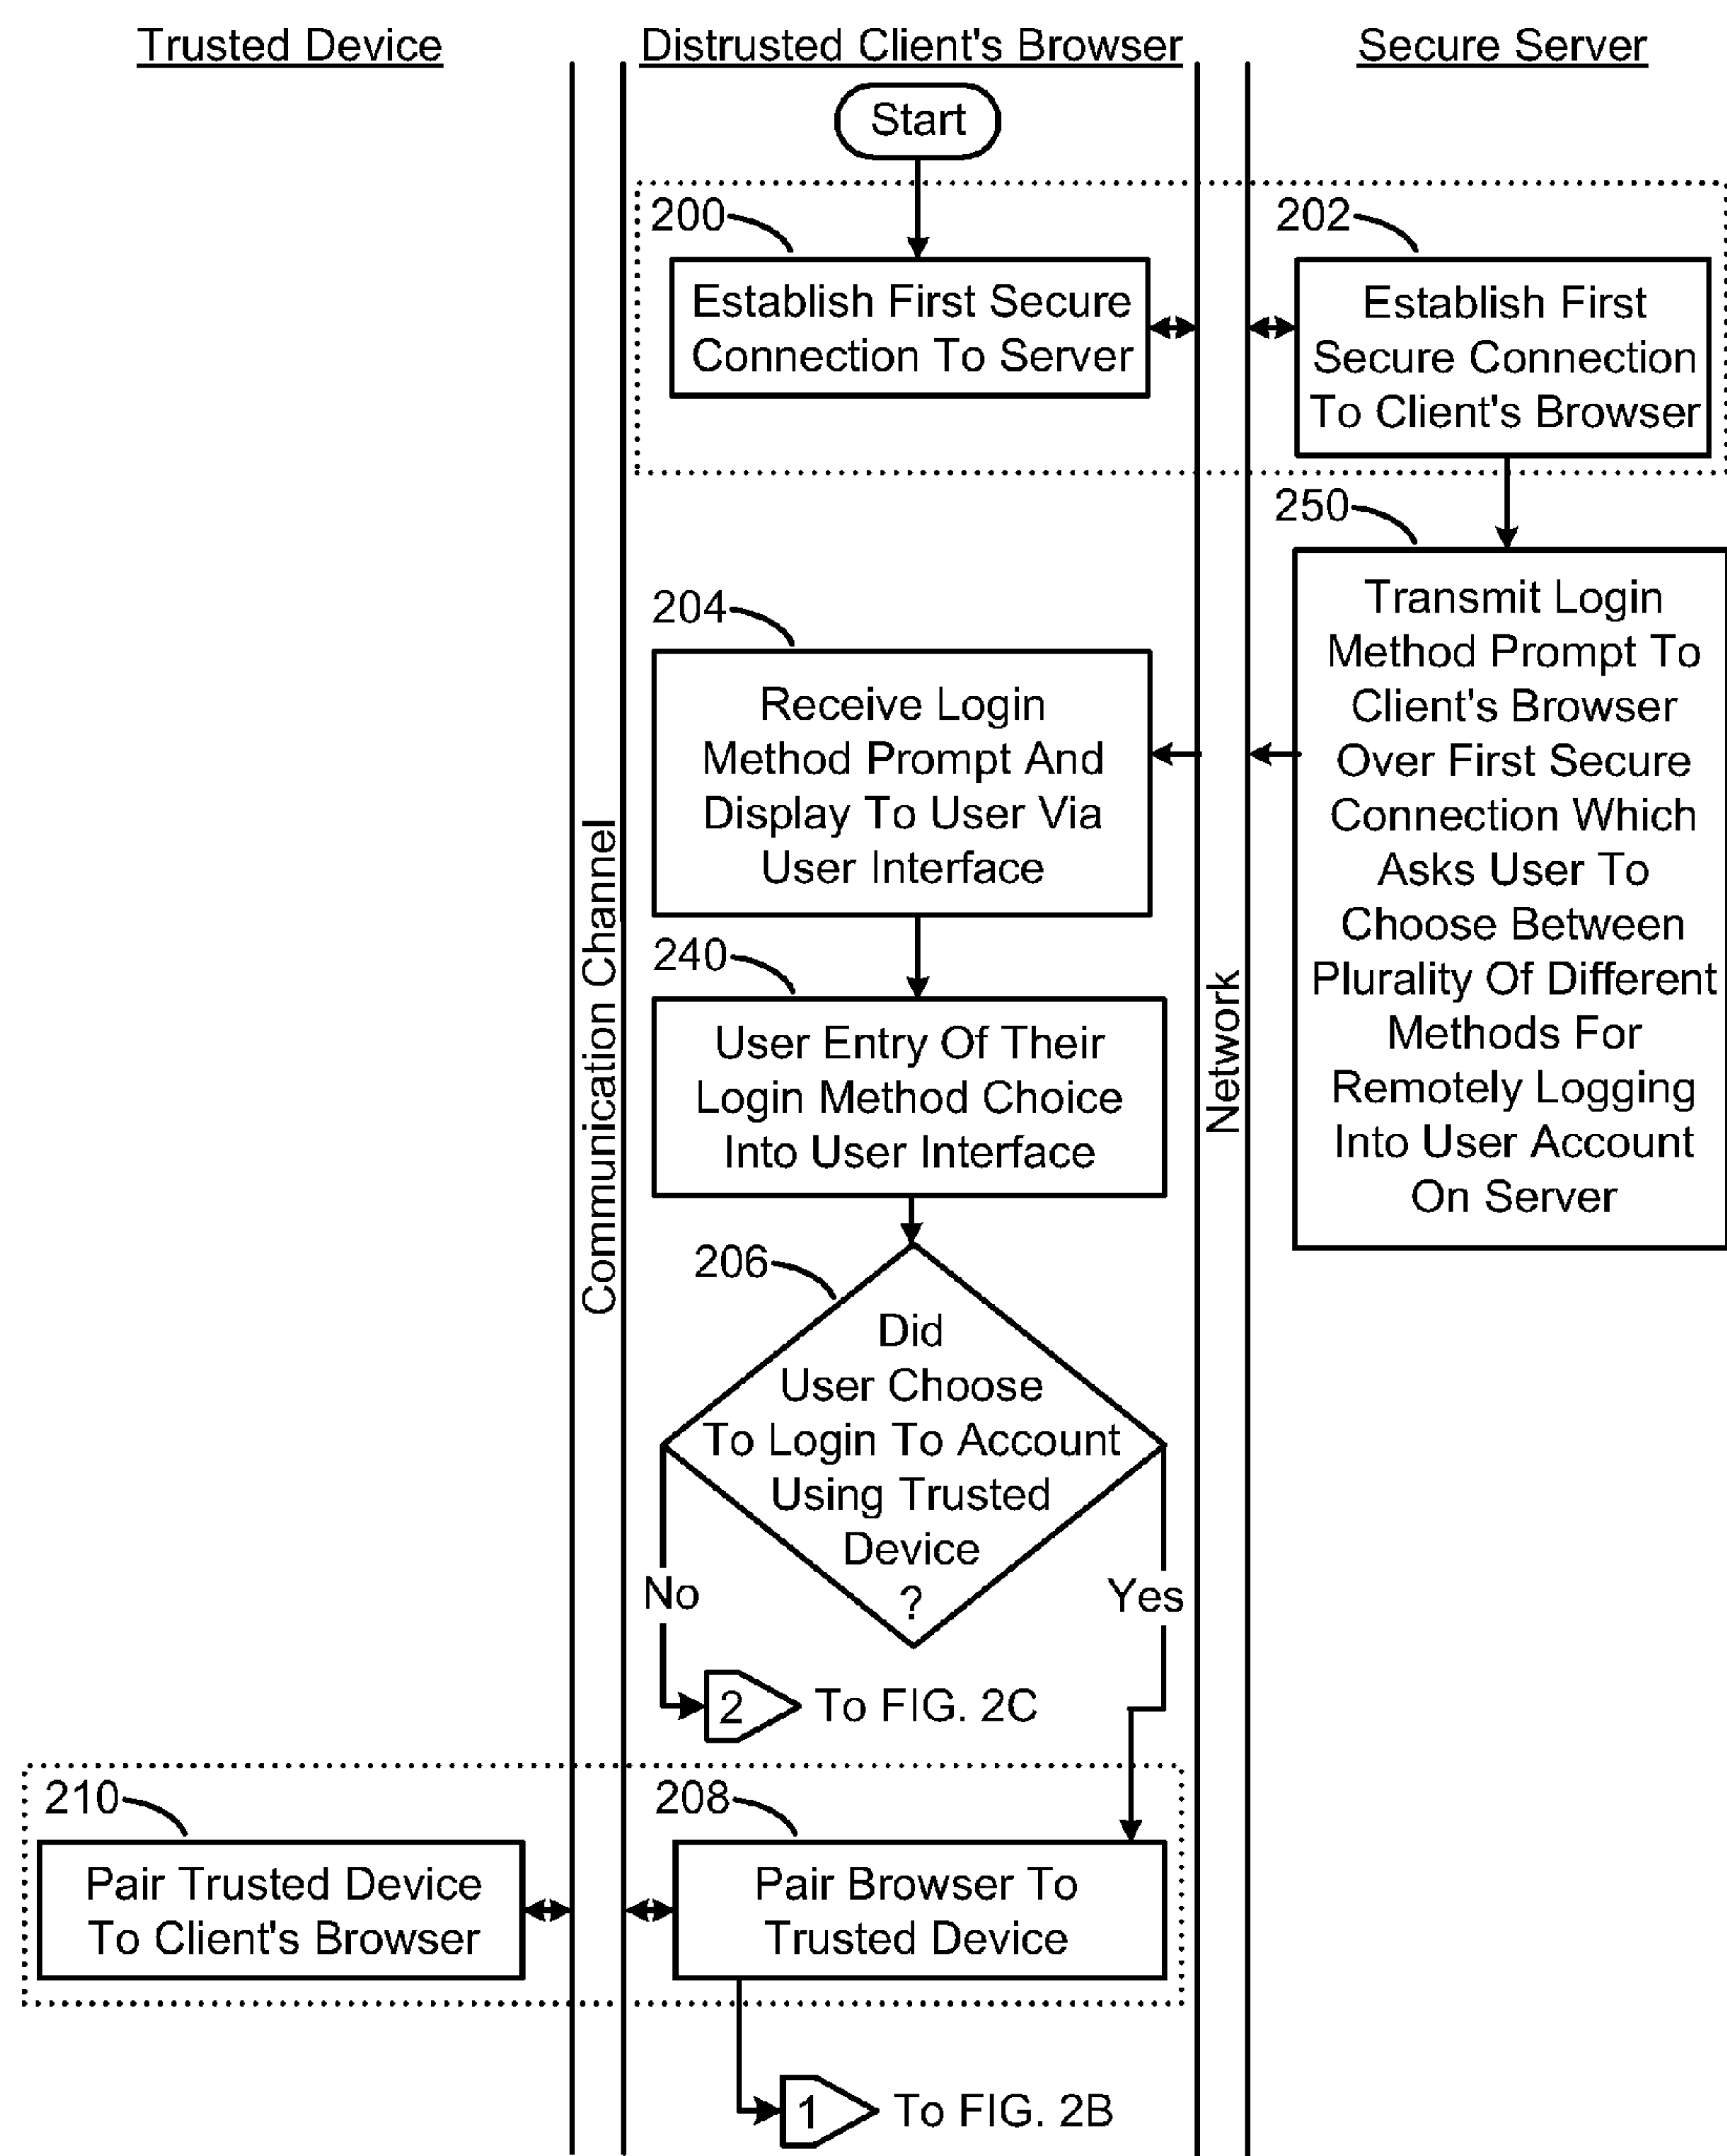 Trusted Device
Distrusted Client's Browser
Secure Server
Start
200
Establish First Secure
Connection To Server
202
Establish First
Secure Connection
To Client's Browser
250
Transmit Login
Method Prompt To
Client's Browser
Over First Secure
Connection Which
Asks User To
Choose Between
Plurality Of Different
Methods For
Remotely Logging
Into User Account
On Server
204
Receive Login
Method Prompt And
Display To User Via
User Interface
240
User Entry Of Their
Login Method Choice
Into User Interface
Communication Channel
Network
206
Did
User Choose
To Login To Account
Using Trusted
Device
?
No
Yes
2
To FIG. 2C
210
Pair Trusted Device
To Client's Browser
208
Pair Browser To
Trusted Device
1
To FIG. 2B